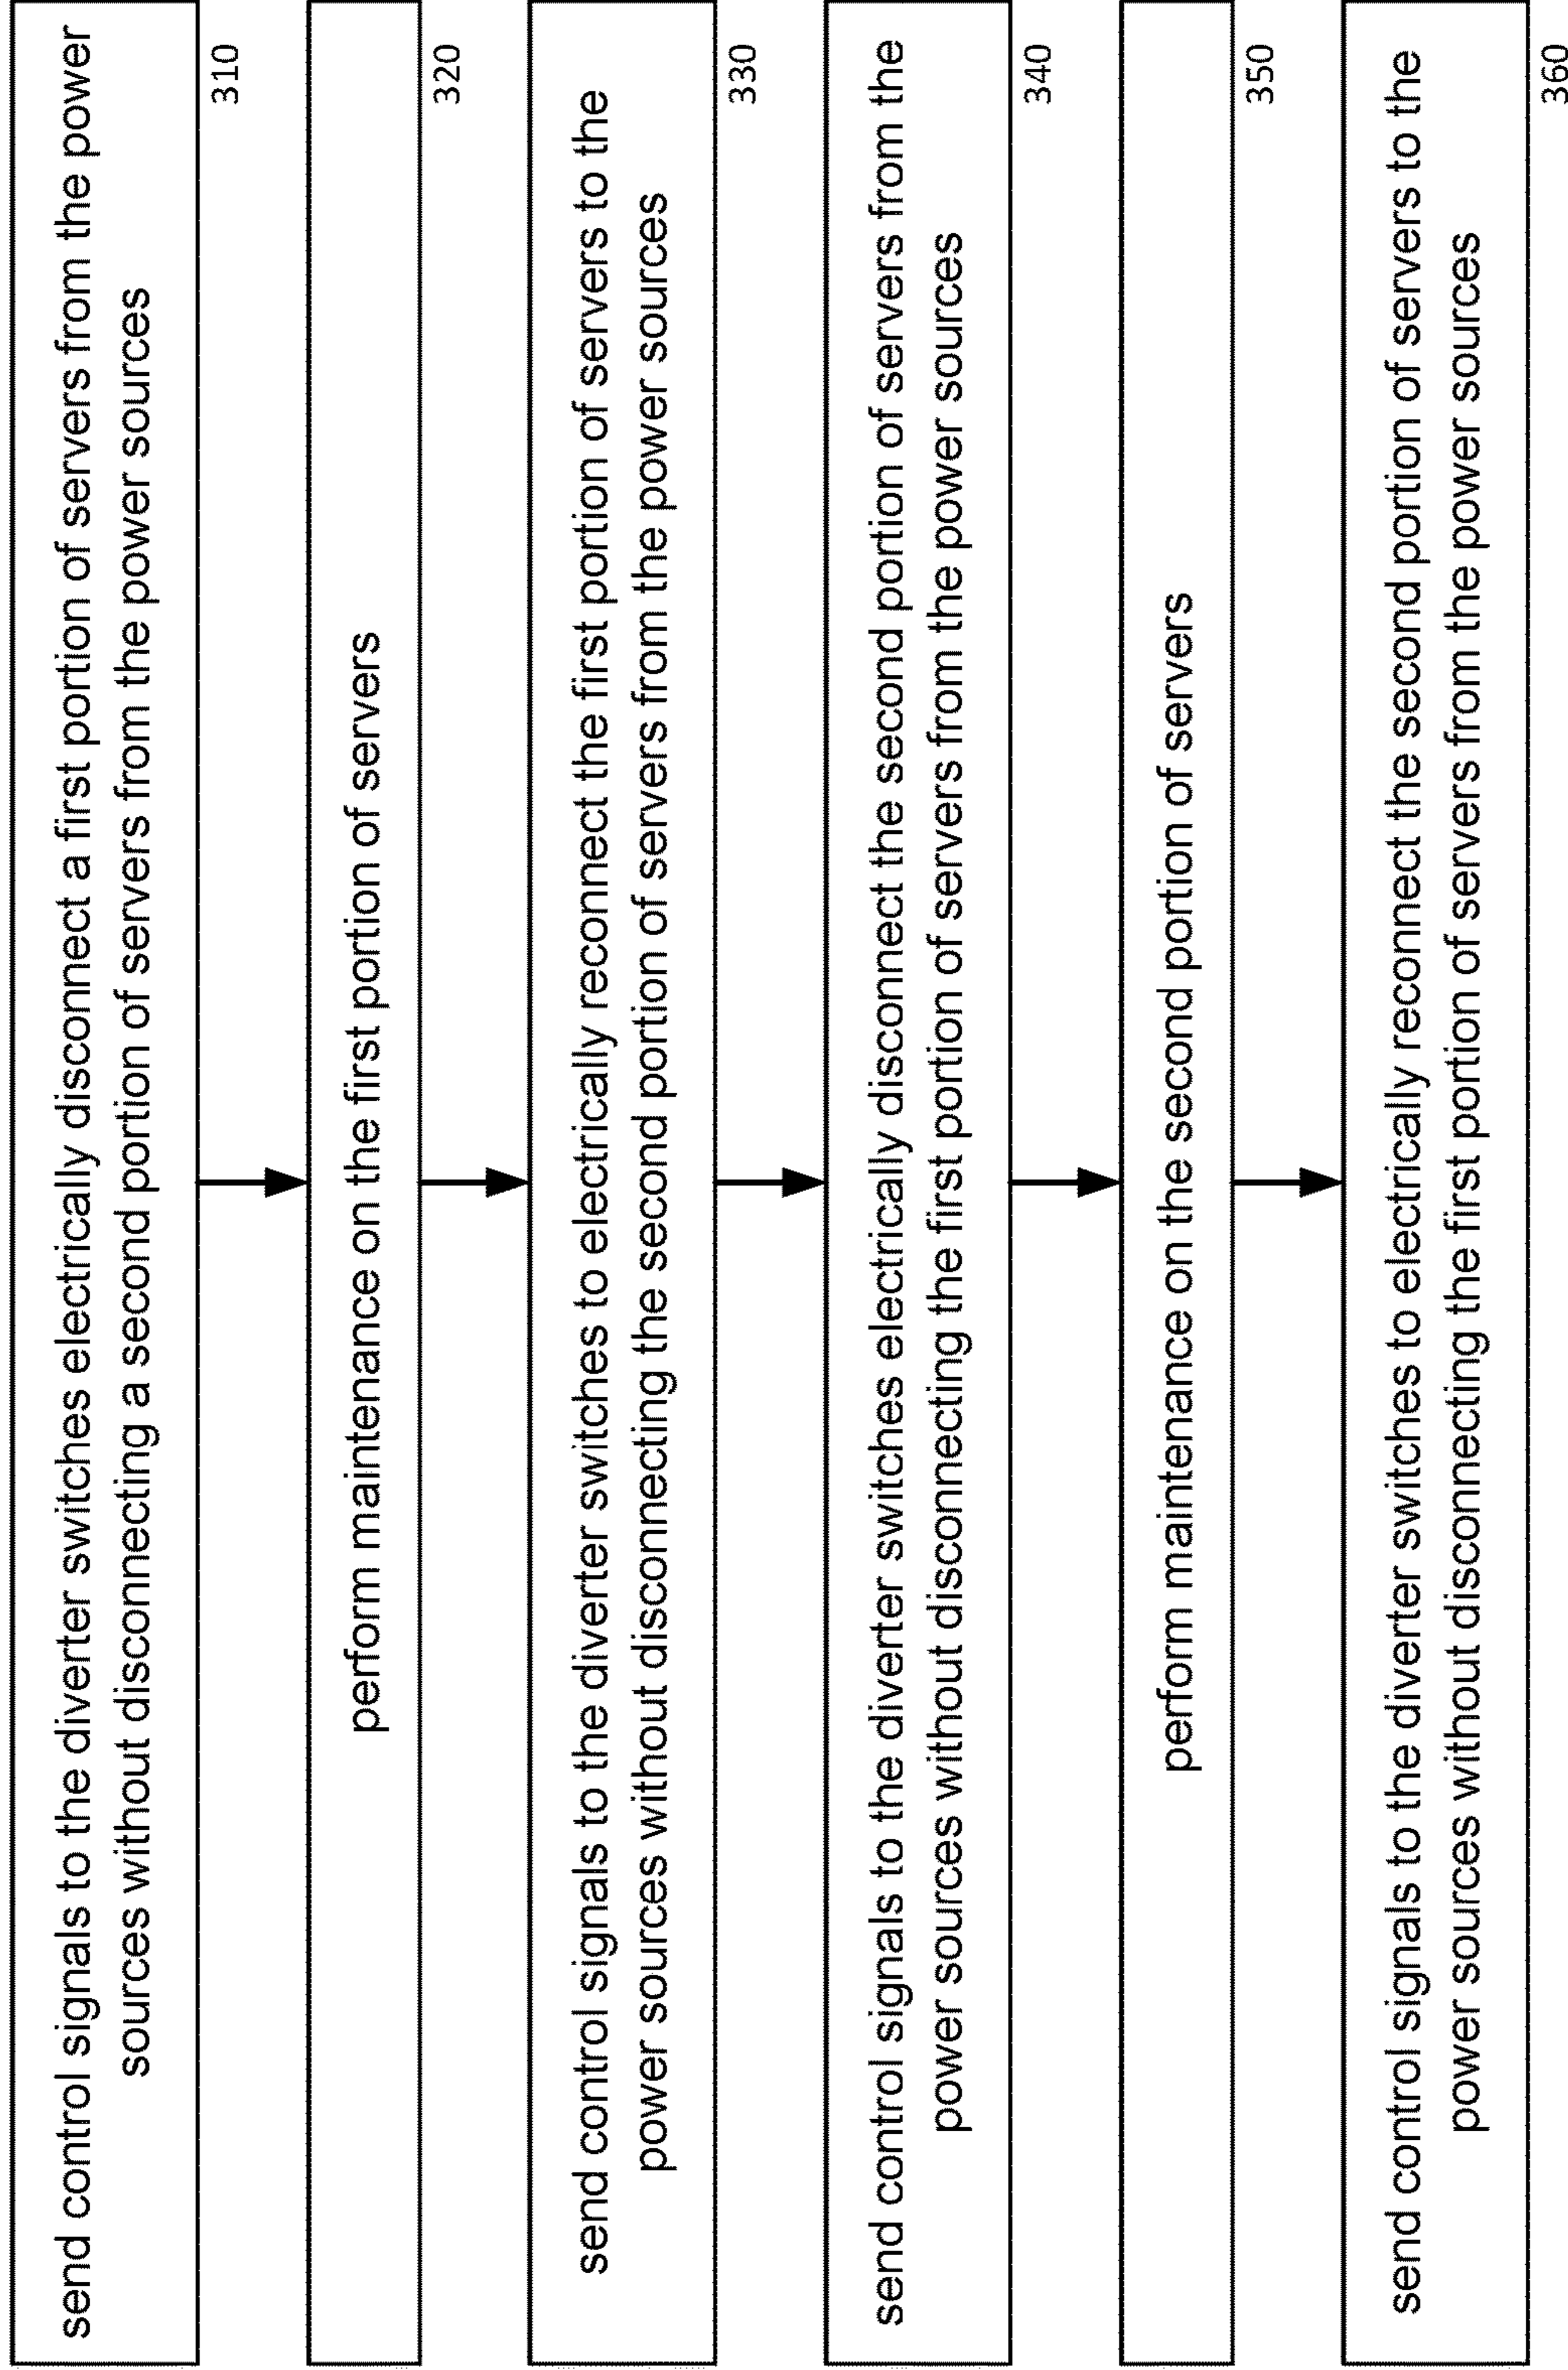 send control signals to the diverter switches electrically disconnect a first portion of servers from the power
sources without disconnecting a second portion of servers from the power sources
310
perform maintenance on the first portion of servers
320
send control signals to the diverter switches to electrically reconnect the first portion of servers to the
power sources without disconnecting the second portion of servers from the power sources
330
send control signals to the diverter switches electrically disconnect the second portion of servers from the
power sources without disconnecting the first portion of servers from the power sources
340
perform maintenance on the second portion of servers
350
send control signals to the diverter switches to electrically reconnect the second portion of servers to the
power sources without disconnecting the first portion of servers from the power sources
360